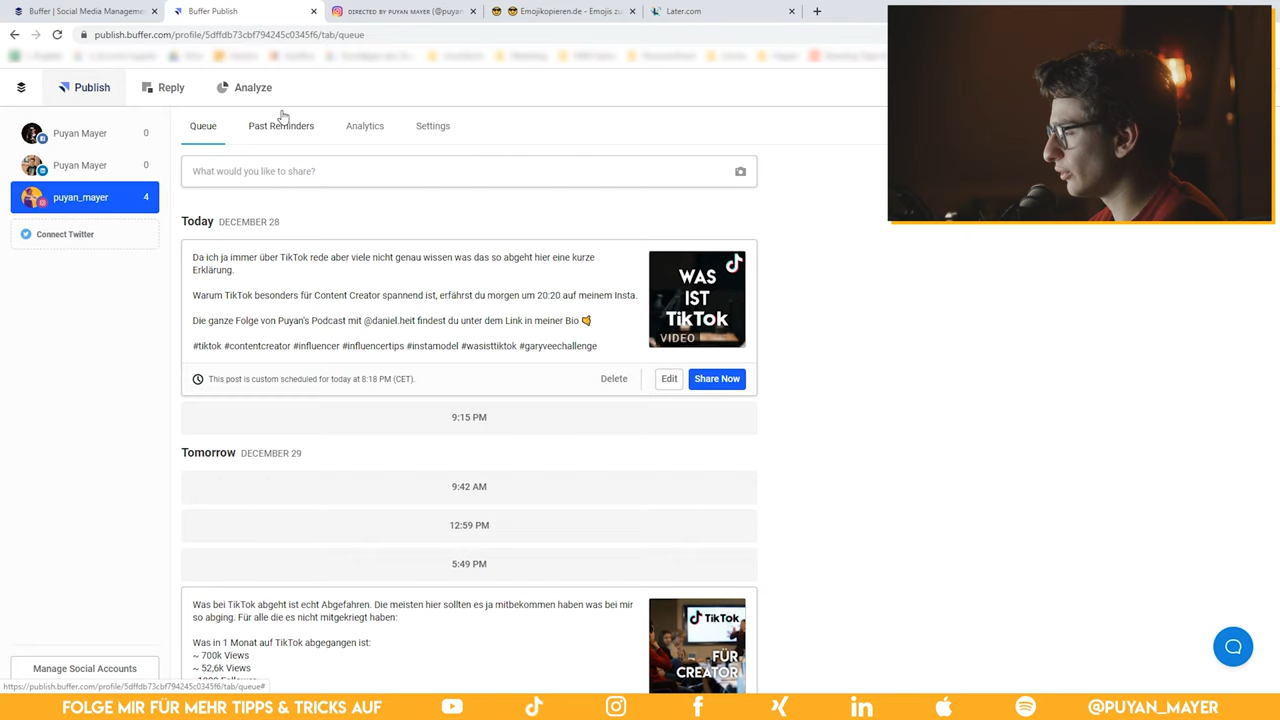 Buffer | Social Media Managemen
Buffer Publish
DIRECTED BY PUYAN MAYER (@puyan
Emojikopieren.de - Emojis zu
Later.com
publish.buffer.com/profile/5dffdb73cbf794245c0345f6/tab/queue
Publish
Reply
Analyze
Puyan Mayer 0
Puyan Mayer 0
puyan_mayer 4
Connect Twitter
Queue
Past Reminders
Analytics
Settings
What would you like to share?
Today DECEMBER 28
Da ich ja immer über TikTok rede aber viele nicht genau wissen was das so abgeht hier eine kurze
Erklärung.
Warum TikTok besonders für Content Creator spannend ist, erfährst du morgen um 20:20 auf meinem Insta.
Die ganze Folge von Puyan's Podcast mit @daniel.heit findest du unter dem Link in meiner Bio
#tiktok #contentcreator #influencer #influencertips #instamodel #wasisttiktok #garyveechallenge
WAS
IST
TikTok
VIDEO
This post is custom scheduled for today at 8:18 PM (CET).
Delete
Edit
Share Now
9:15 PM
Tomorrow DECEMBER 29
9:42 AM
12:59 PM
5:49 PM
Was bei TikTok abgeht ist echt Abgefahren. Die meisten hier sollten es ja mitbekommen haben was bei mir
so abging. Für alle die es nicht mitgekriegt haben:
Was in 1 Monat auf TikTok abgegangen ist:
~ 700k Views
~ 52,6k Views
TikTok
FÜR
CREATOR
Manage Social Accounts
https://publish.buffer.com/profile/5dffdb73cbf794245c0345f6/tab/queue#
FOLGE MIR FÜR MEHR TIPPS & TRICKS AUF
@PUYAN_MAYER